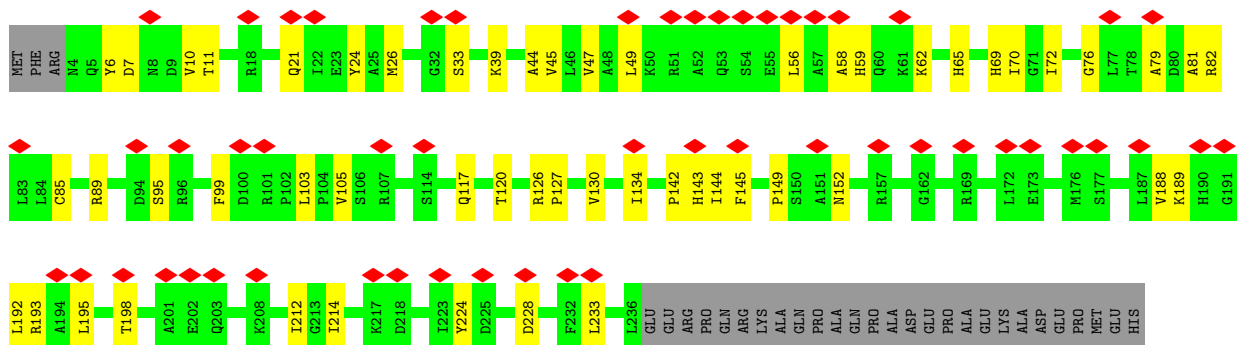 MET PHE ARG N4 Q5 Y6 D7 N8 D9 V10 T11 R18 Q21 I22 E23 Y24 A25 M26 G32 S33 K39 A44 V45 L46 V47 A48 L49 K50 R51 A52 Q53 S54 E55 L56 A57 A58 H59 Q60 K61 K62 H65 H69 I70 G71 I72 G76 L77 T78 A79 D80 A81 R82
L83 L84 C85 R89 D94 S95 R96 F99 D100 R101 P102 L103 P104 V105 S106 R107 S114 Q117 T120 R126 P127 V130 I134 P142 H143 I144 F145 P149 S150 A151 N152 R157 G162 R169 L172 E173 M176 S177 L187 V188 K189 H190 G191
L192 R193 A194 L195 T198 A201 E202 Q203 K208 I212 G213 I214 K217 D218 I223 Y224 D225 D228 F232 L233 L236 GLU GLU ARG PRO GLN ARG LYS ALA GLN PRO ALA GLN PRO ALA ASP GLU PRO ALA GLU LYS ALA ASP GLU PRO MET GLU HIS